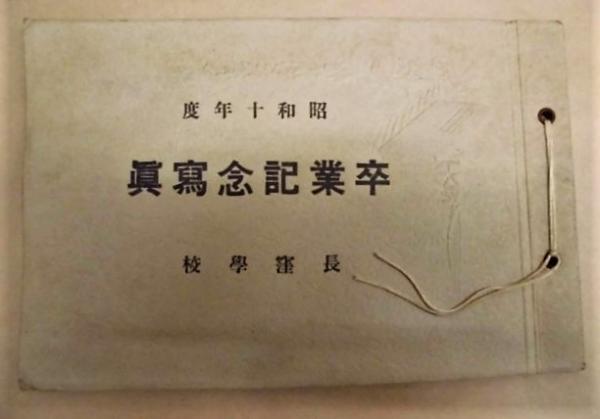 昭和十年度
卒業記念寫眞
長窪學校